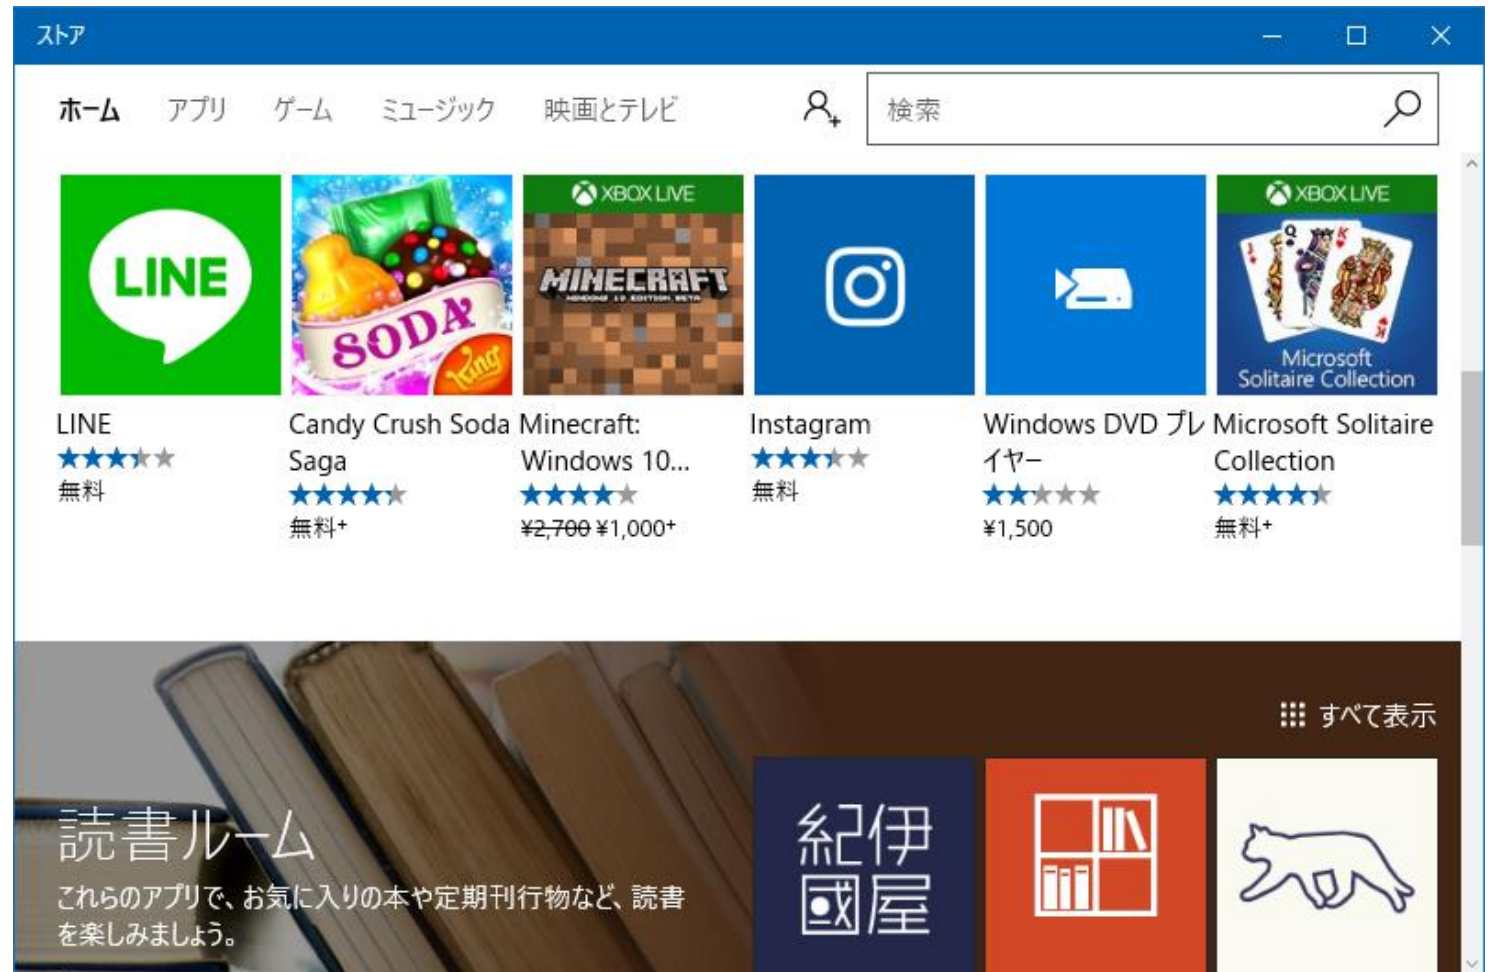 ストア
ホーム アプリ ゲーム ミュージック 映画とテレビ 検索
LINE
SODA
King
XBOX LIVE
MINECRAFT
WINDOWS 10 EDITION BETA
XBOX LIVE
J Q K K
Microsoft
Solitaire Collection
LINE
無料
Candy Crush Soda
Saga
無料+
Minecraft:
Windows 10...
¥2,700 ¥1,000+
Instagram
無料
Windows DVD プレ
イヤー
¥1,500
Microsoft Solitaire
Collection
無料+
すべて表示
読書ルーム
これらのアプリで、お気に入りの本や定期刊行物など、読書
を楽しみましょう。
紀伊
國屋